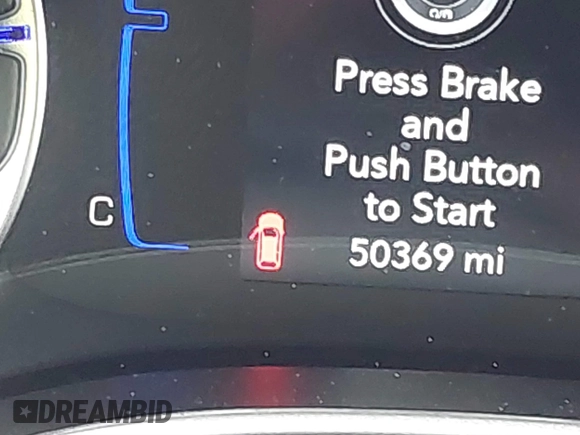 Press Brake
and
Push Button
to Start
C
50369 mi
DREAMBID